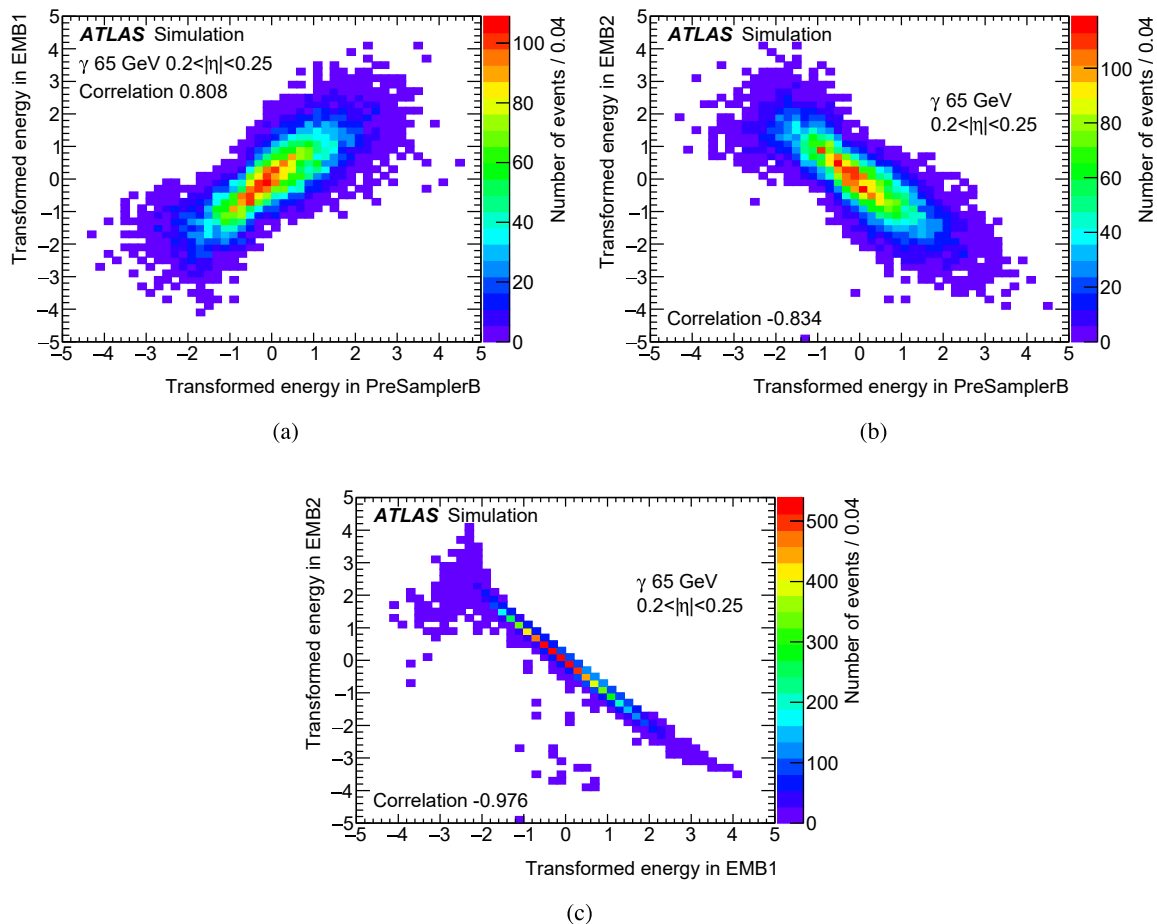 ATLAS Simulation
γ 65 GeV 0.2<|η|<0.25
Correlation 0.808
Transformed energy in EMB1
5
4
3
2
1
0
−1
−2
−3
−4
−5
−5 −4 −3 −2 −1 0 1 2 3 4 5
Transformed energy in PreSamplerB
100
80
60
40
20
0
Number of events / 0.04
(a)
ATLAS Simulation
γ 65 GeV
0.2<|η|<0.25
Correlation -0.834
Transformed energy in EMB2
5
4
3
2
1
0
−1
−2
−3
−4
−5
−5 −4 −3 −2 −1 0 1 2 3 4 5
Transformed energy in PreSamplerB
100
80
60
40
20
0
Number of events / 0.04
(b)
ATLAS Simulation
γ 65 GeV
0.2<|η|<0.25
Correlation -0.976
Transformed energy in EMB2
5
4
3
2
1
0
−1
−2
−3
−4
−5
−5 −4 −3 −2 −1 0 1 2 3 4 5
Transformed energy in EMB1
500
400
300
200
100
0
Number of events / 0.04
(c)